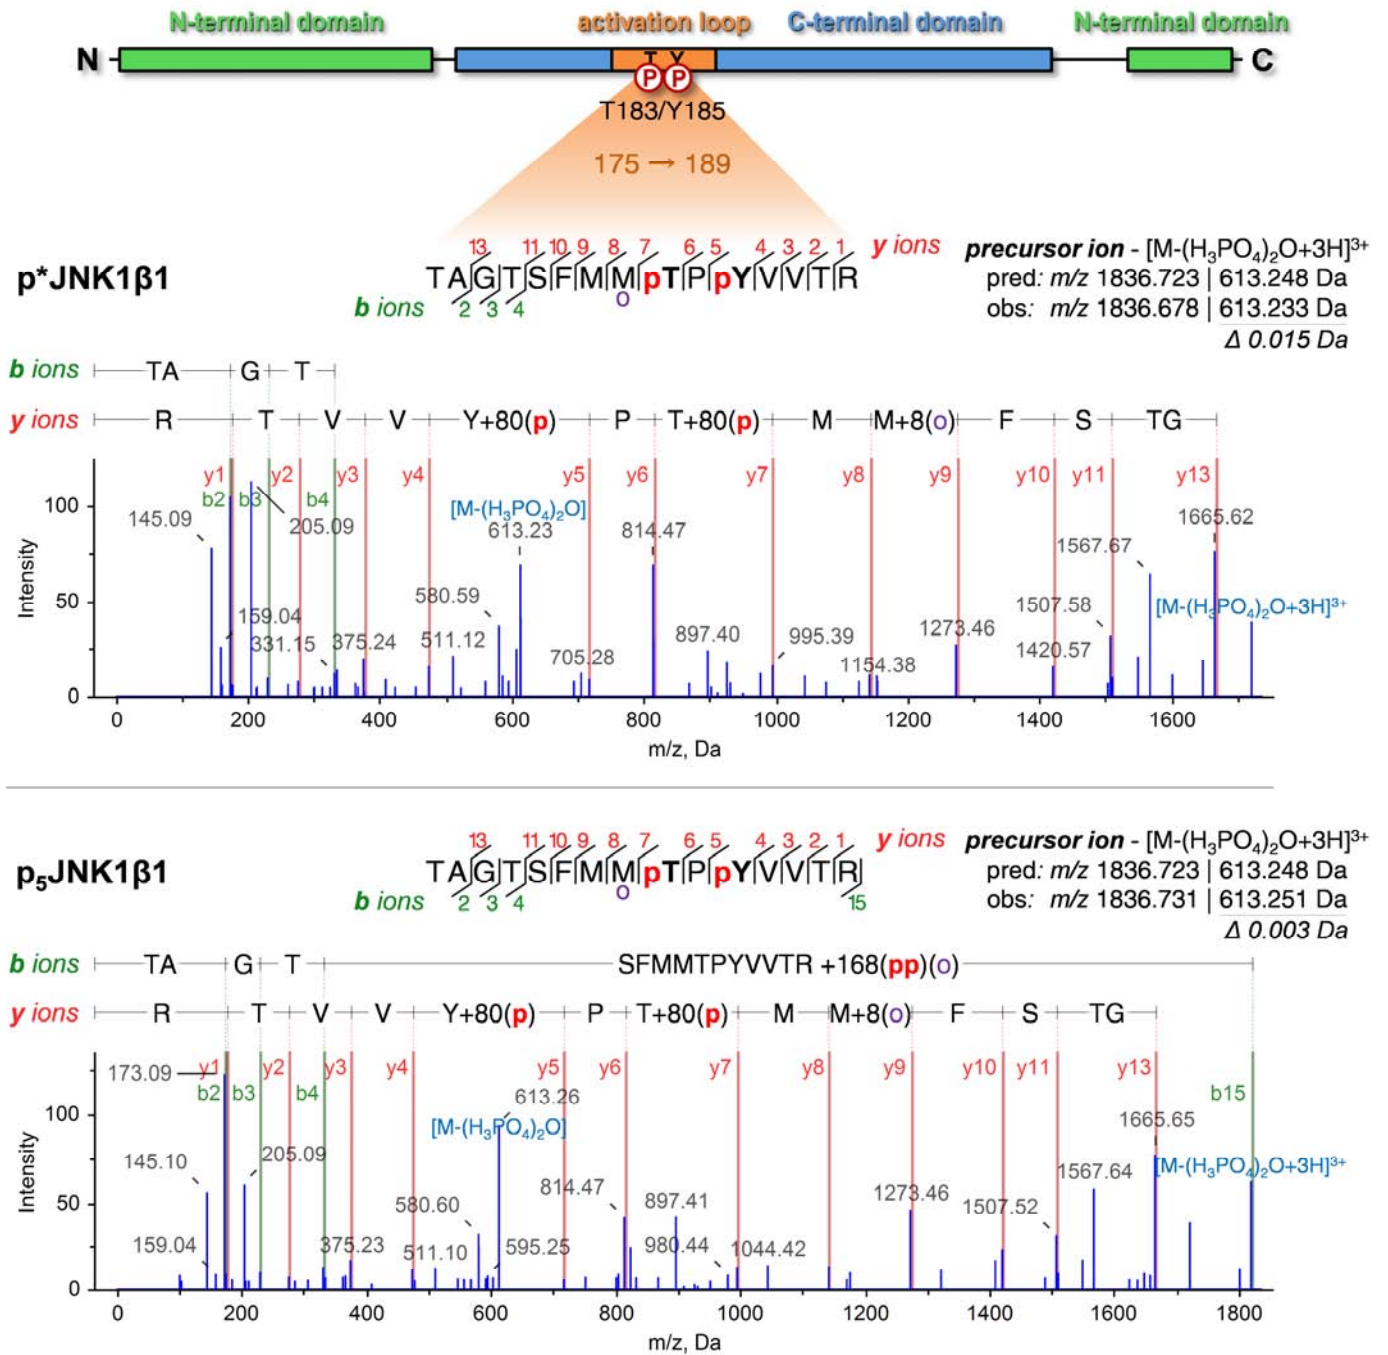 N-terminal domain activation loop C-terminal domain N-terminal domain
N T Y C
P P
T183/Y185
175 → 189
13 11 10 9 8 7 6 5 4 3 2 1 y ions
p*JNK1β1 TAGTSFMMpTPpYVVTR
o
b ions 2 3 4
precursor ion - [M-(H₃PO₄)₂O+3H]³⁺
pred: m/z 1836.723 | 613.248 Da
obs: m/z 1836.678 | 613.233 Da
Δ 0.015 Da
b ions TA G T
y ions R T V V Y+80(p) P T+80(p) M M+8(o) F S TG
y1 y2 y3 y4 y5 y6 y7 y8 y9 y10 y11 y13
b2 b3 b4
145.09
205.09
[M-(H₃PO₄)₂O]
613.23
814.47
1665.62
1567.67
580.59
159.04
331.15
375.24
511.12
705.28
897.40
995.39
1154.38
1273.46
1420.57
1507.58
[M-(H₃PO₄)₂O+3H]³⁺
Intensity
100
50
0
0 200 400 600 800 1000 1200 1400 1600
m/z, Da
13 11 10 9 8 7 6 5 4 3 2 1 y ions
p₅JNK1β1 TAGTSFMMpTPpYVVTR
o
b ions 2 3 4 15
precursor ion - [M-(H₃PO₄)₂O+3H]³⁺
pred: m/z 1836.723 | 613.248 Da
obs: m/z 1836.731 | 613.251 Da
Δ 0.003 Da
b ions TA G T SFMMTPYVVTR +168(pp)(o)
y ions R T V V Y+80(p) P T+80(p) M M+8(o) F S TG
173.09 y1 y2 y3 y4 y5 y6 y7 y8 y9 y10 y11 y13
b2 b3 b4 b15
613.26
[M-(H₃PO₄)₂O]
1665.65
145.10
205.09
1567.64
[M-(H₃PO₄)₂O+3H]³⁺
580.60
814.47
897.41
1273.46
1507.52
159.04
375.23
511.10
595.25
980.44
1044.42
Intensity
100
50
0
0 200 400 600 800 1000 1200 1400 1600 1800
m/z, Da